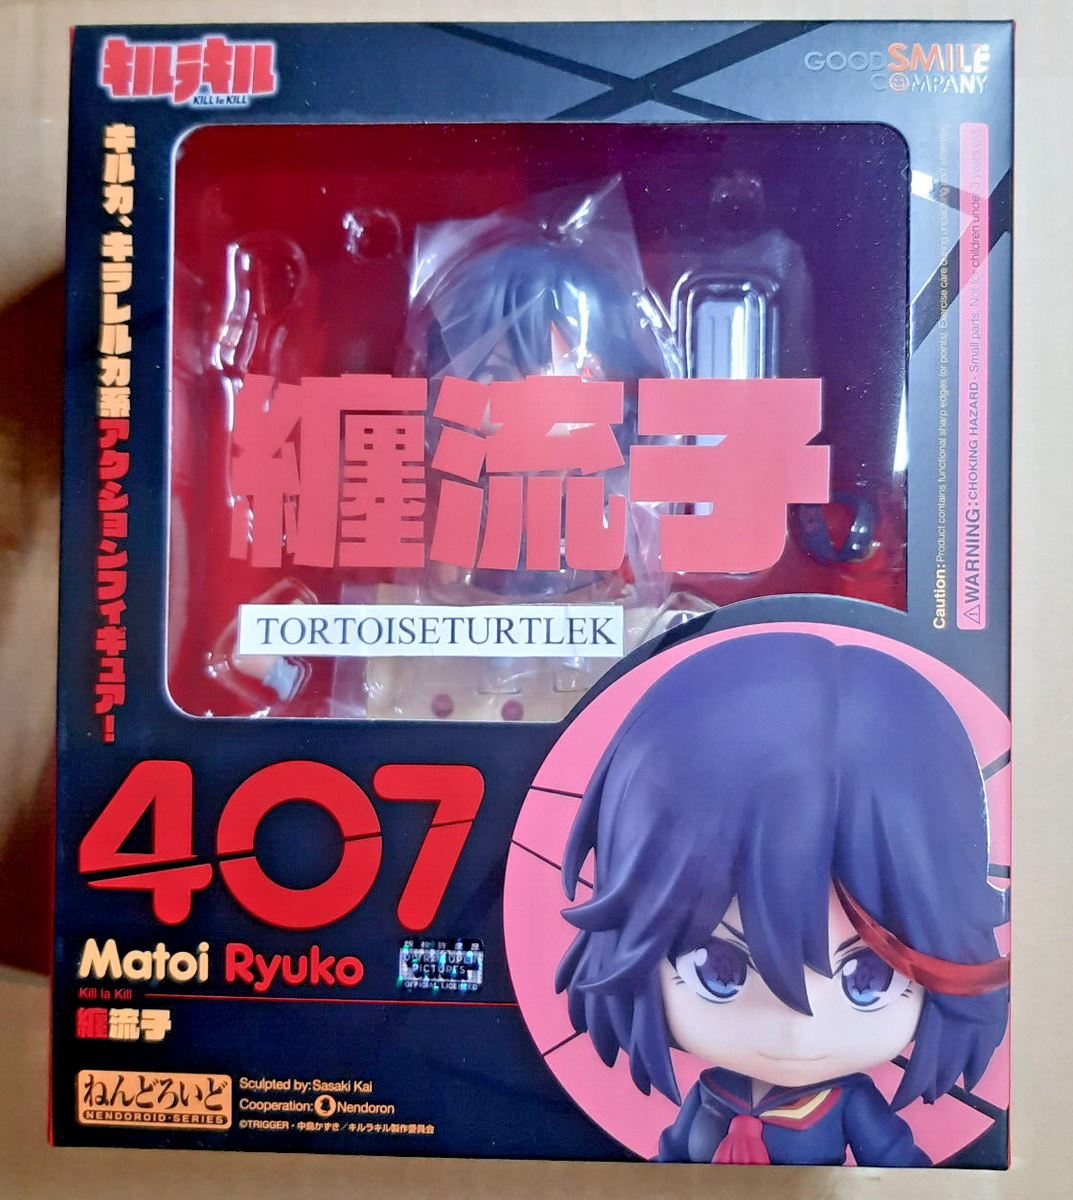 キルラキル
KILL la KILL
GOODSMILE
COMPANY
キルカ、キラレルカ系アクションフィギュアー!
纏流子
TORTOISETURTLEK
Caution: Product contains functional sharp edges (or points). Exercise care during unpacking and assembly.
⚠WARNING: CHOKING HAZARD - Small parts. Not for children under 3 years old.
407
Matoi Ryuko
Kill la Kill
纏流子
PICTURES
OFFICIAL LICENSED
ねんどろいど
NENDOROID・SERIES
Sculpted by: Sasaki Kai
Cooperation: Nendoron
©TRIGGER・中島かずき/キルラキル製作委員会